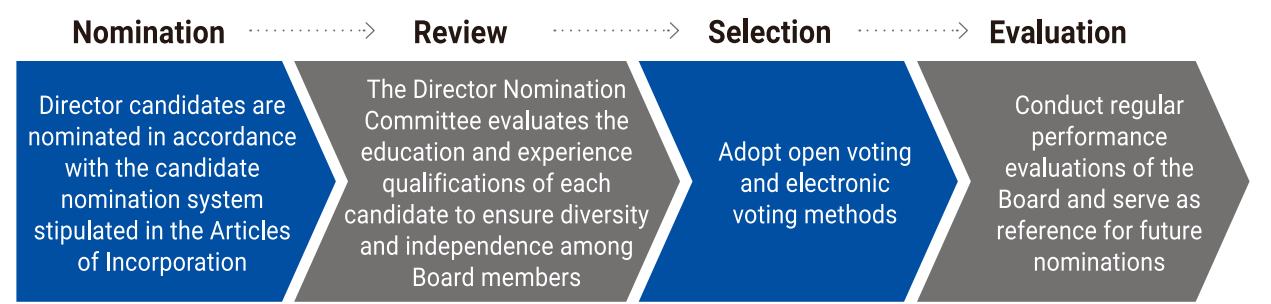 Nomination
Review
Selection
Evaluation
Director candidates are
nominated in accordance
with the candidate
nomination system
stipulated in the Articles
of Incorporation
The Director Nomination
Committee evaluates the
education and experience
qualifications of each
candidate to ensure diversity
and independence among
Board members
Adopt open voting
and electronic
voting methods
Conduct regular
performance
evaluations of the
Board and serve as
reference for future
nominations